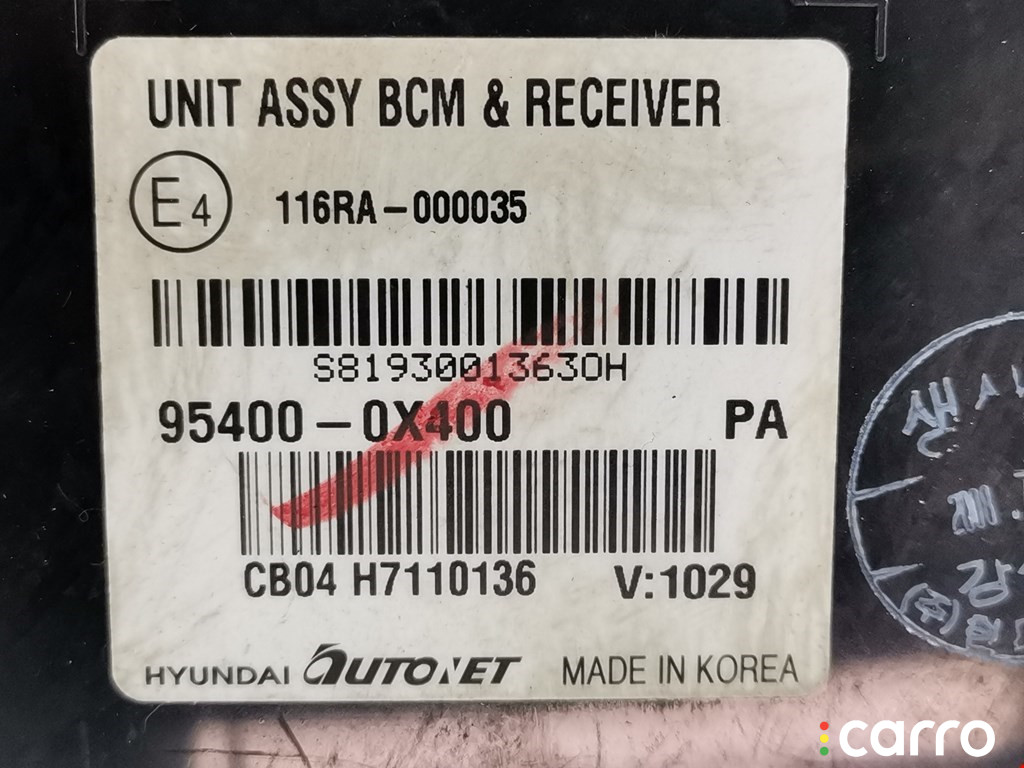 UNIT ASSY BCM & RECEIVER
E4
116RA-000035
S8193001363OH
95400-0X400 PA
CB04 H7110136 V:1029
HYUNDAI AUTONET MADE IN KOREA
carro